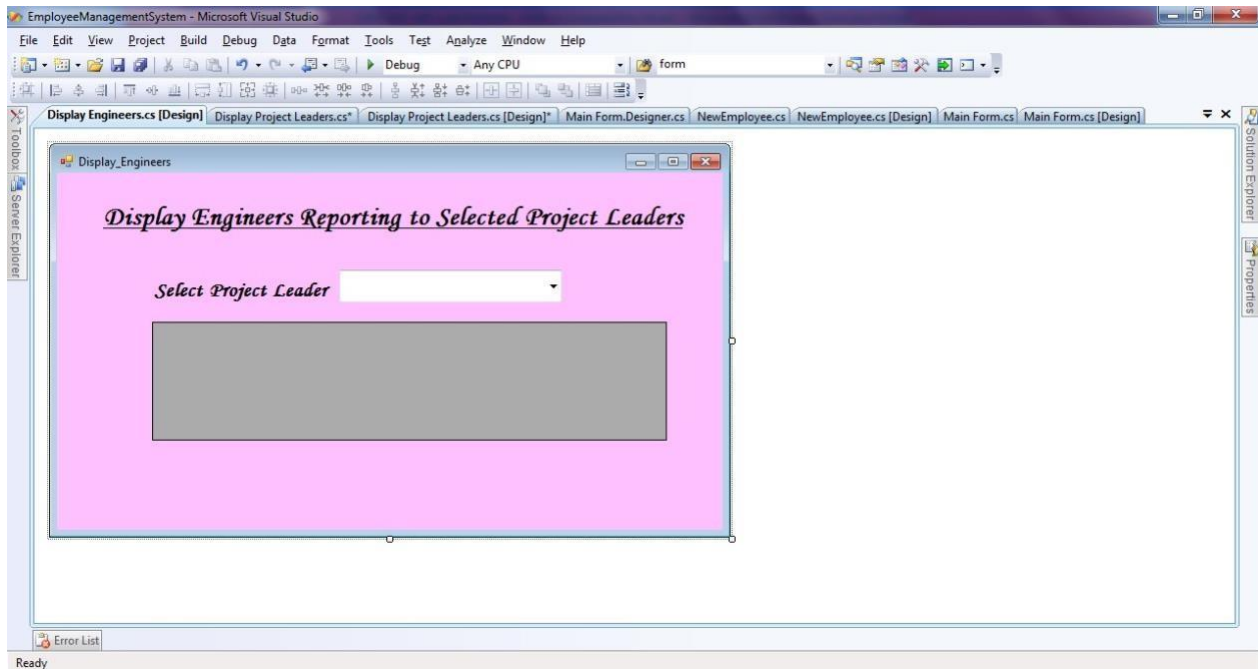 EmployeeManagementSystem - Microsoft Visual Studio
File Edit View Project Build Debug Data Format Tools Test Analyze Window Help
Debug Any CPU form
Display Engineers.cs [Design] Display Project Leaders.cs* Display Project Leaders.cs [Design]* Main Form.Designer.cs NewEmployee.cs NewEmployee.cs [Design] Main Form.cs Main Form.cs [Design]
Toolbox
Server Explorer
Solution Explorer
Properties
Display_Engineers
Display Engineers Reporting to Selected Project Leaders
Select Project Leader
Error List
Ready